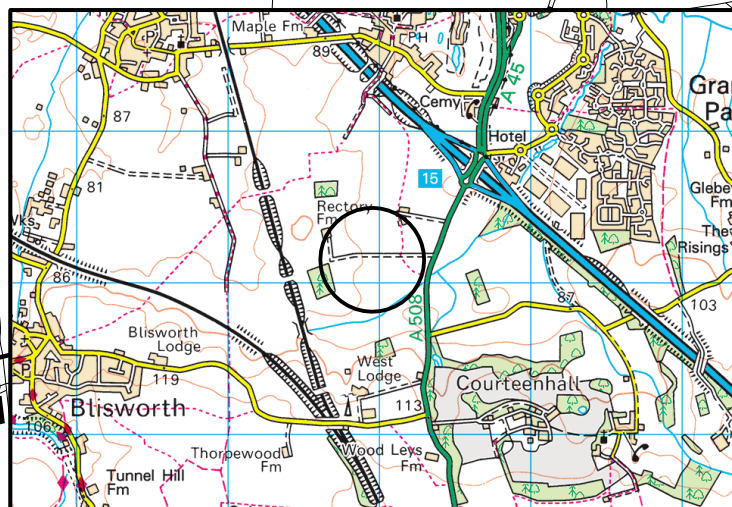 Maple Fm
89
PH
A 45
Cemy
87
Hotel
Gra
Pa
15
81
Rectory
Fm
Glebe
Fm
The
Risings
Wks
86
87
103
A 508
Blisworth
Lodge
119
West
Lodge
Courteenhall
P
Blisworth
113
106
Thorpewood
Fm
Wood Leys
Fm
Tunnel Hill
Fm